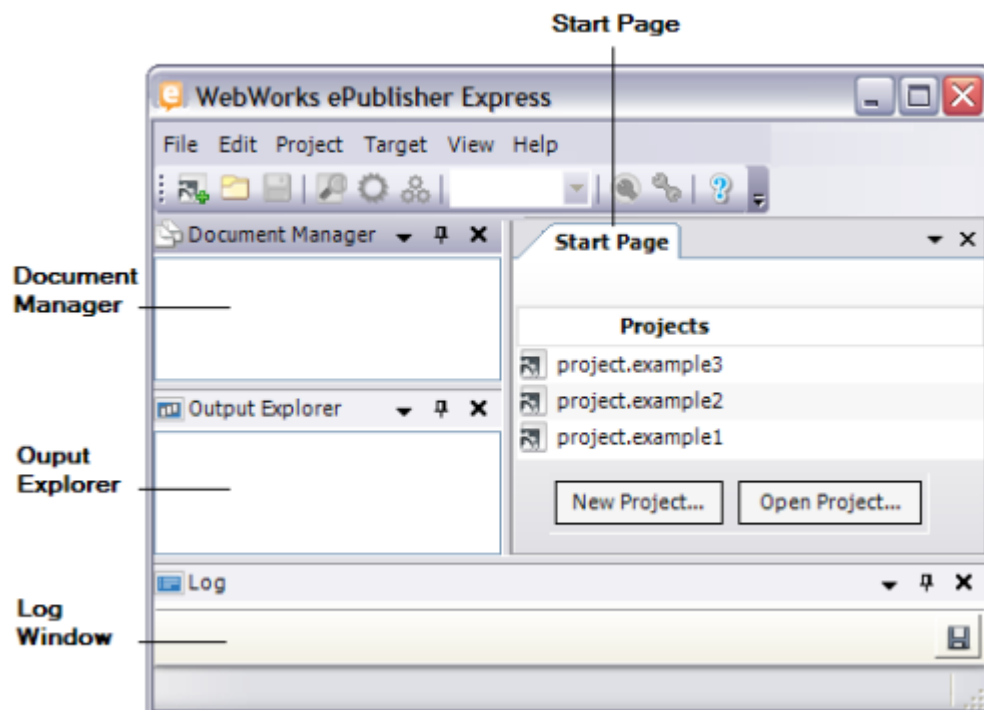 Start Page
WebWorks ePublisher Express
File Edit Project Target View Help
Document Manager
Start Page
Document
Manager
Projects
project.example3
project.example2
Output Explorer
project.example1
Ouput
Explorer
New Project... Open Project...
Log
Log
Window